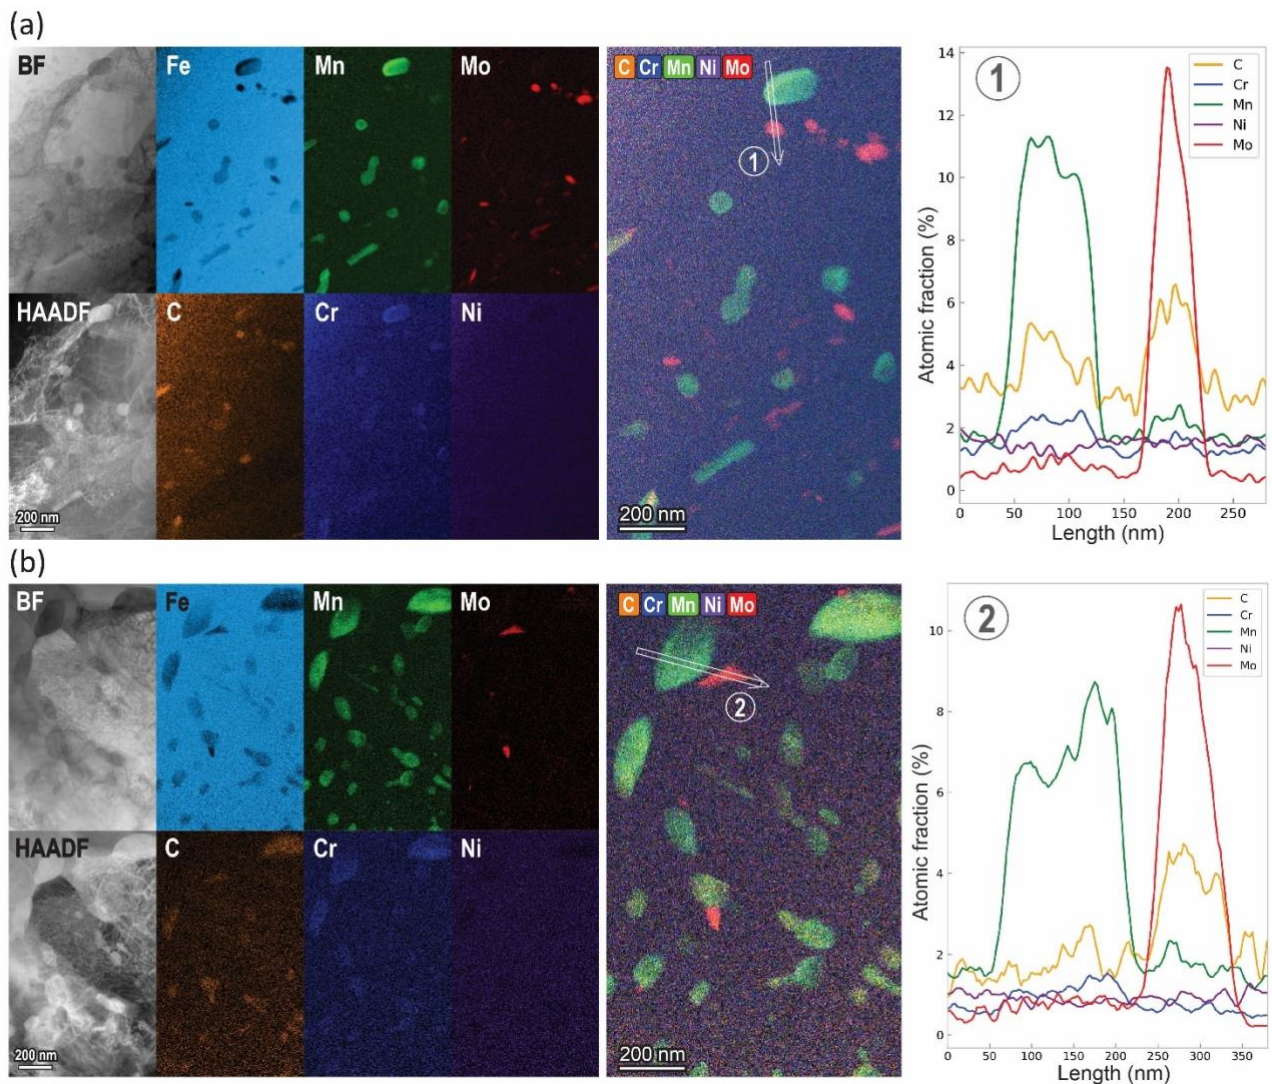 (a)
BF Fe Mn Mo
HAADF C Cr Ni
200 nm
C Cr Mn Ni Mo
1
200 nm
1
C
Cr
Mn
Ni
Mo
Atomic fraction (%)
14
12
10
8
6
4
2
0
0 50 100 150 200 250
Length (nm)
(b)
BF Fe Mn Mo
HAADF C Cr Ni
200 nm
C Cr Mn Ni Mo
2
200 nm
2
C
Cr
Mn
Ni
Mo
Atomic fraction (%)
10
8
6
4
2
0
0 50 100 150 200 250 300 350
Length (nm)